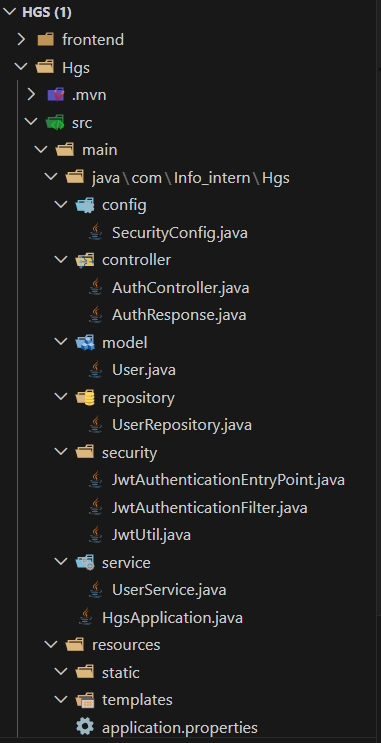 HGS (1)
frontend
Hgs
.mvn
src
main
java\com\Info_intern\Hgs
config
SecurityConfig.java
controller
AuthController.java
AuthResponse.java
model
User.java
repository
UserRepository.java
security
JwtAuthenticationEntryPoint.java
JwtAuthenticationFilter.java
JwtUtil.java
service
UserService.java
HgsApplication.java
resources
static
templates
application.properties